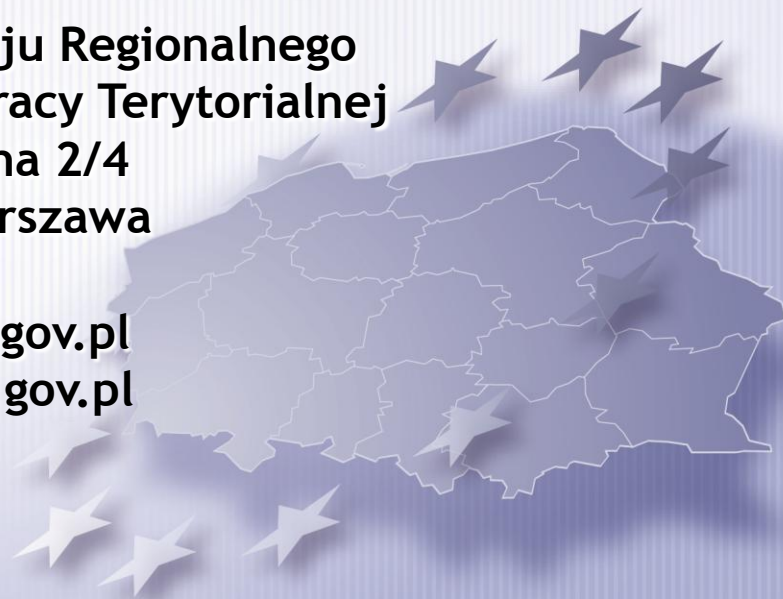 ju Regionalnego
racy Terytorialnej
na 2/4
rszawa
gov.pl
gov.pl